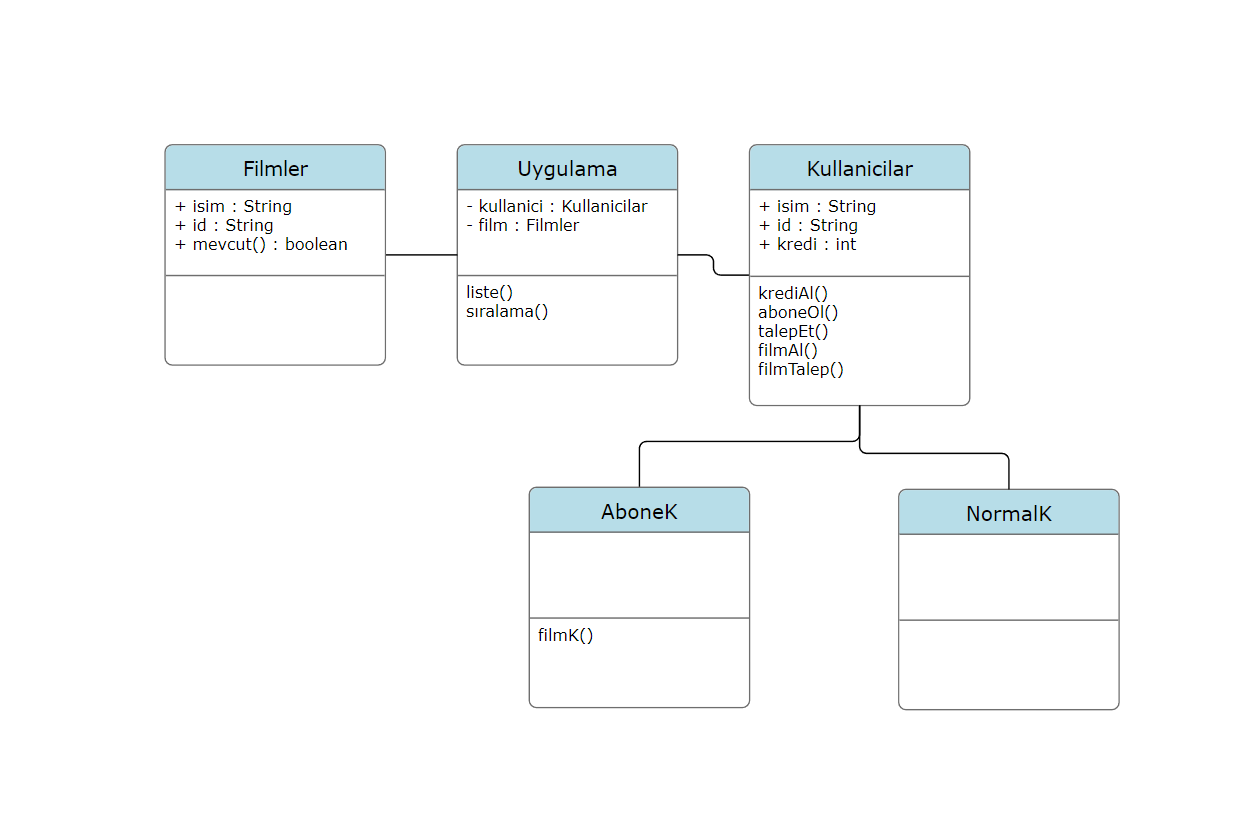 Filmler
+ isim : String
+ id : String
+ mevcut() : boolean
Uygulama
- kullanici : Kullanicilar
- film : Filmler
liste()
sıralama()
Kullanicilar
+ isim : String
+ id : String
+ kredi : int
krediAl()
aboneOl()
talepEt()
filmAl()
filmTalep()
AboneK
filmK()
NormalK